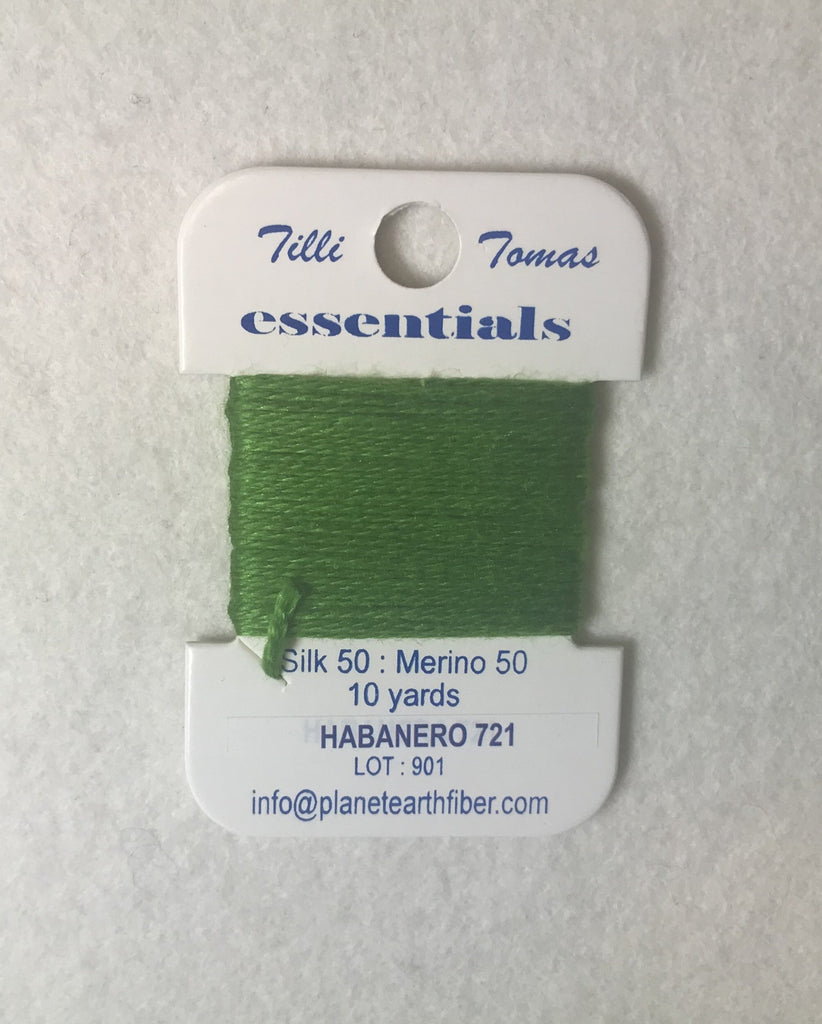 Tilli Tomas
essentials
Silk 50 : Merino 50
10 yards
HABANERO 721
LOT : 901
info@planetearthfiber.com